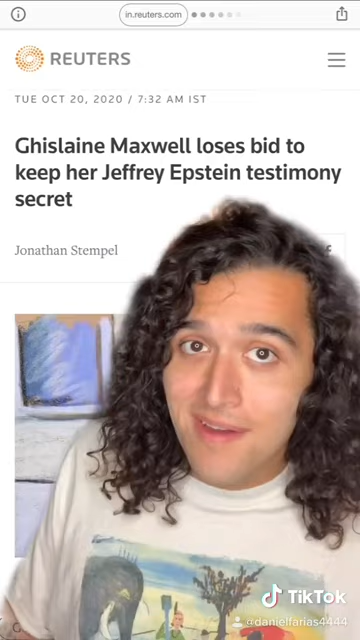 in.reuters.com
REUTERS
TUE OCT 20, 2020 / 7:32 AM IST
Ghislaine Maxwell loses bid to
keep her Jeffrey Epstein testimony
secret
Jonathan Stempel
TikTok
@danielfarias4444